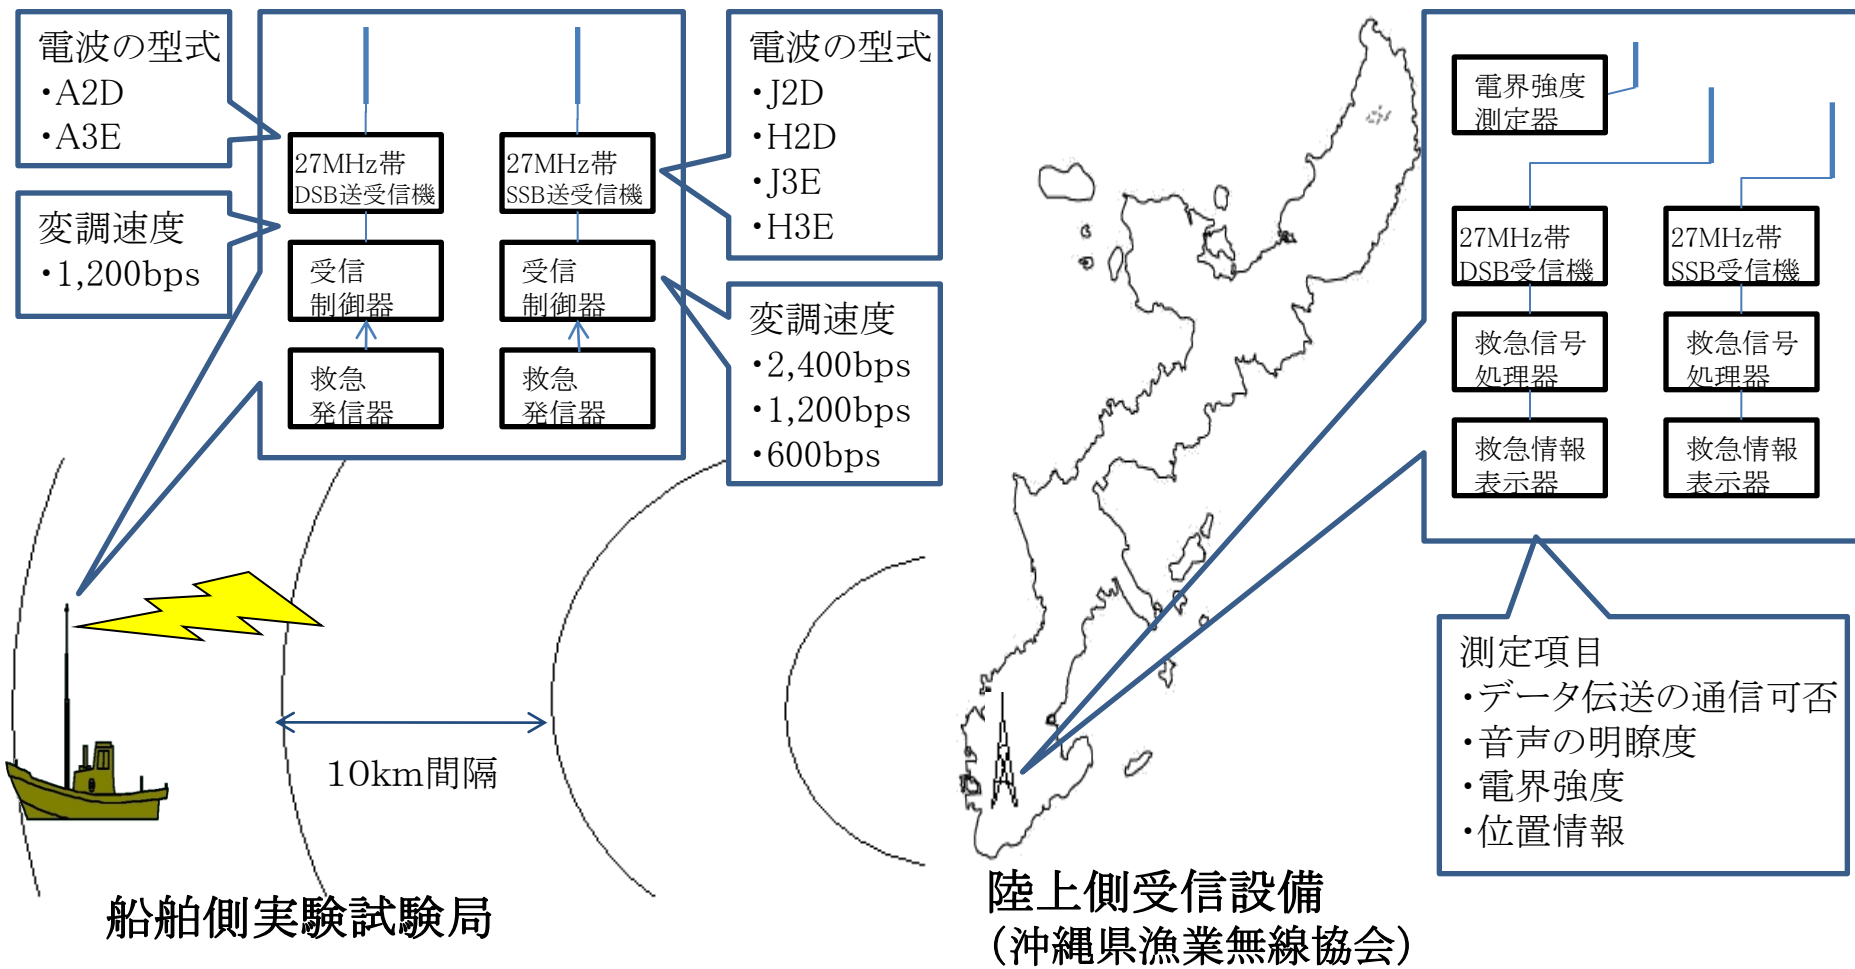 電波の型式
・A2D
・A3E
変調速度
・1,200bps
27MHz帯
DSB送受信機
受信
制御器
救急
発信器
27MHz帯
SSB送受信機
受信
制御器
救急
発信器
電波の型式
・J2D
・H2D
・J3E
・H3E
変調速度
・2,400bps
・1,200bps
・600bps
10km間隔
船舶側実験試験局
電界強度
測定器
27MHz帯
DSB受信機
救急信号
処理器
救急情報
表示器
27MHz帯
SSB受信機
救急信号
処理器
救急情報
表示器
測定項目
・データ伝送の通信可否
・音声の明瞭度
・電界強度
・位置情報
陸上側受信設備
（沖縄県漁業無線協会）